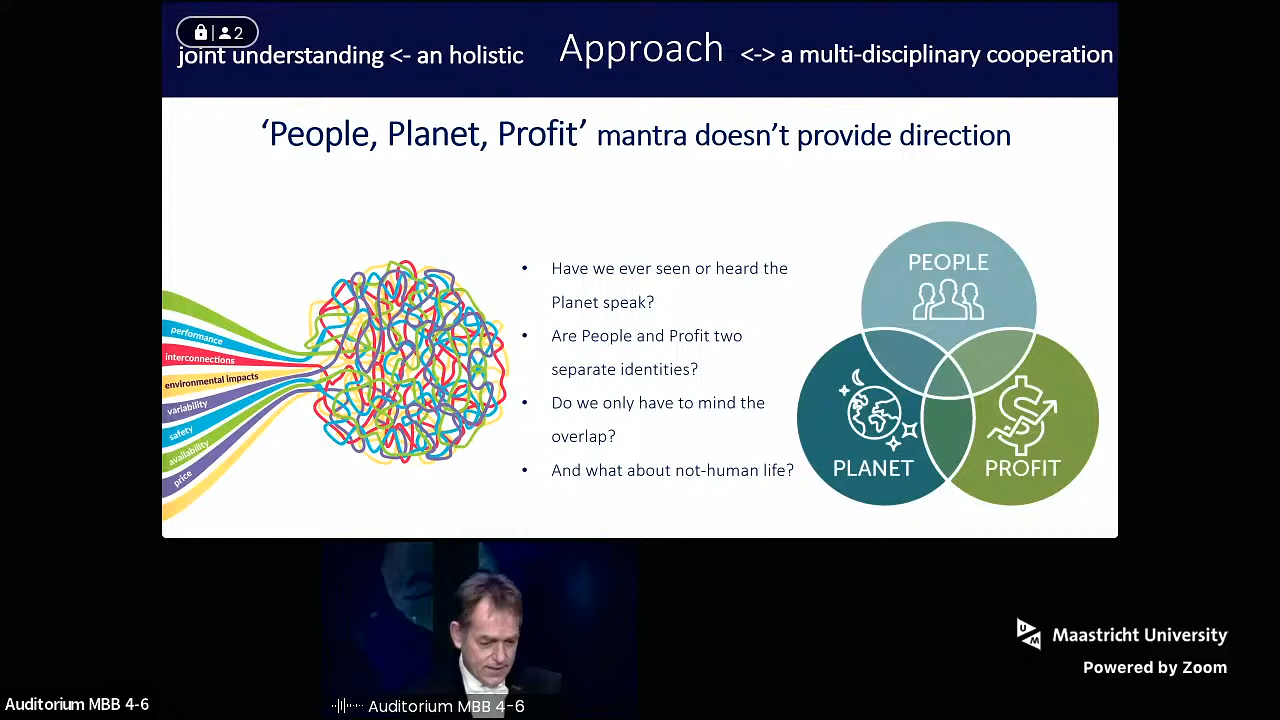 2
joint understanding <- an holistic
Approach
<-> a multi-disciplinary cooperation
‘People, Planet, Profit’ mantra doesn’t provide direction
performance
interconnections
environmental impacts
variability
safety
availability
price
• Have we ever seen or heard the
Planet speak?
• Are People and Profit two
separate identities?
• Do we only have to mind the
overlap?
• And what about not-human life?
PEOPLE
PLANET
PROFIT
UM
Maastricht University
Powered by Zoom
Auditorium MBB 4-6
Auditorium MBB 4-6